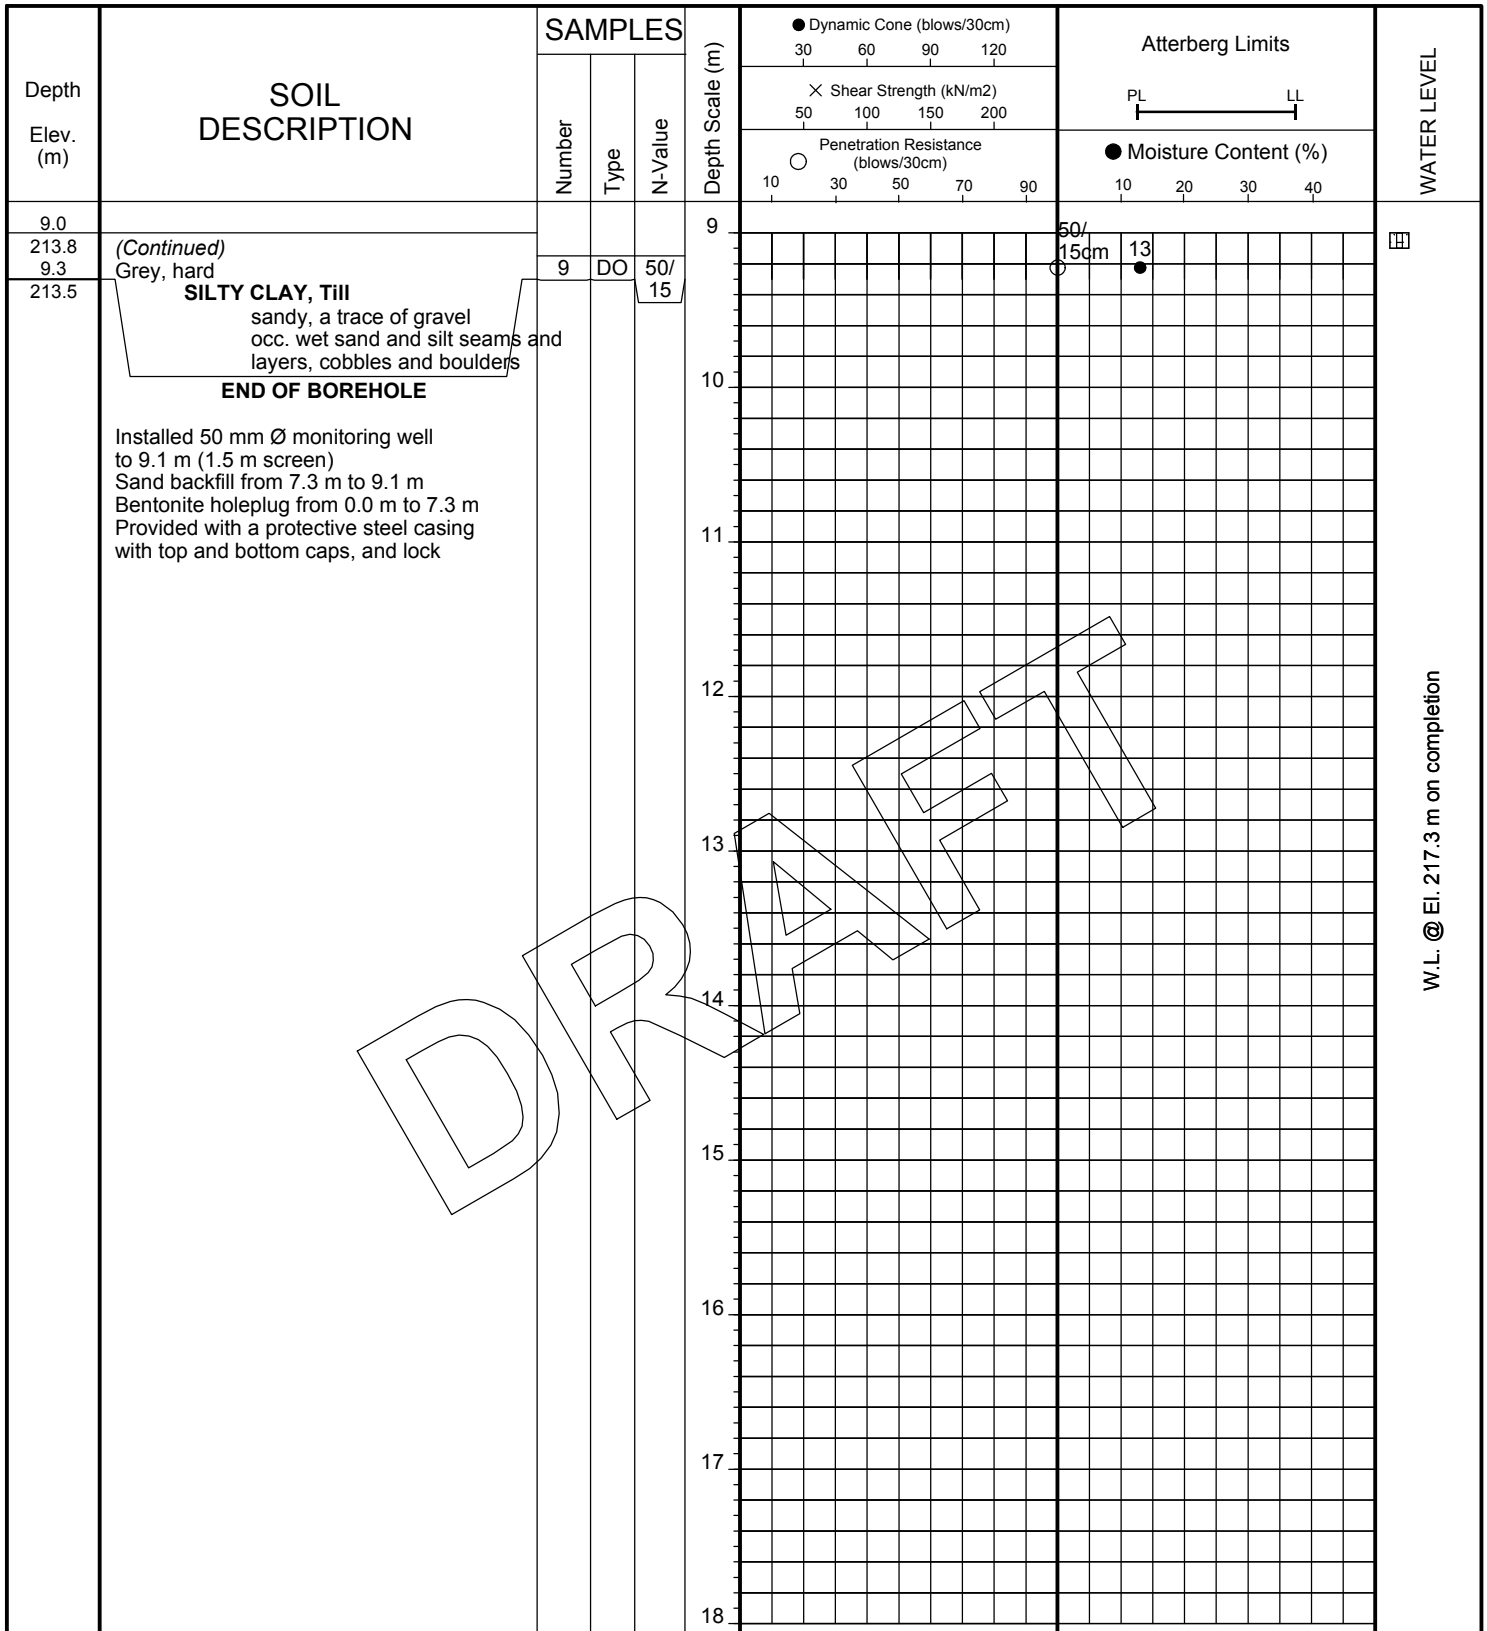 Depth
Elev.
(m)
SOIL
DESCRIPTION
SAMPLES
Number
Type
N-Value
Depth Scale (m)
Dynamic Cone (blows/30cm)
30 60 90 120
Shear Strength (kN/m2)
50 100 150 200
Penetration Resistance
(blows/30cm)
10 30 50 70 90
Atterberg Limits
PL LL
Moisture Content (%)
10 20 30 40
WATER LEVEL
9.0
213.8
9.3
213.5
(Continued)
Grey, hard
SILTY CLAY, Till
sandy, a trace of gravel
occ. wet sand and silt seams and
layers, cobbles and boulders
END OF BOREHOLE
Installed 50 mm Ø monitoring well
to 9.1 m (1.5 m screen)
Sand backfill from 7.3 m to 9.1 m
Bentonite holeplug from 0.0 m to 7.3 m
Provided with a protective steel casing
with top and bottom caps, and lock
9 DO 50/
15
9
10
11
12
13
14
15
16
17
18
50/
15cm
13
W.L. @ El. 217.3 m on completion
DRAFT